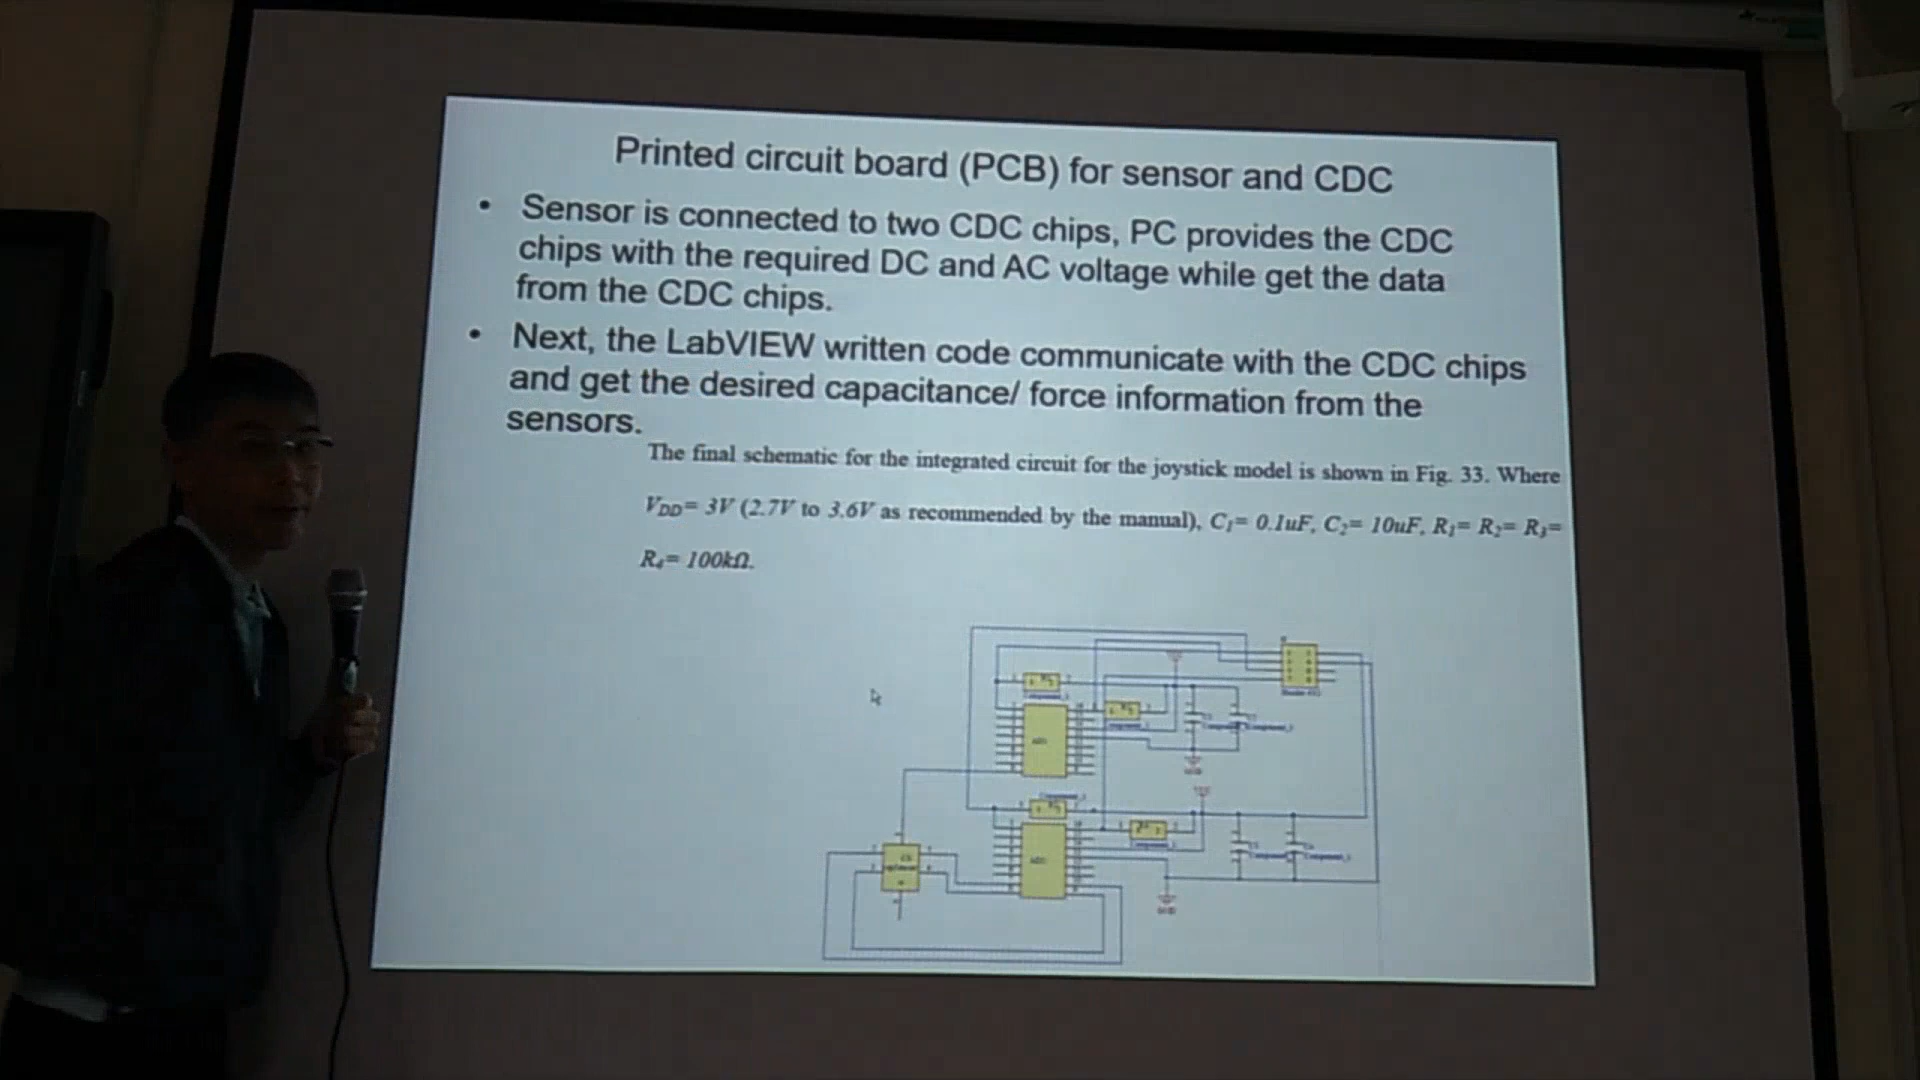 Printed circuit board (PCB) for sensor and CDC
• Sensor is connected to two CDC chips, PC provides the CDC
chips with the required DC and AC voltage while get the data
from the CDC chips.
• Next, the LabVIEW written code communicate with the CDC chips
and get the desired capacitance/ force information from the
sensors.
The final schematic for the integrated circuit for the joystick model is shown in Fig. 33. Where
VDD= 3V (2.7V to 3.6V as recommended by the manual), C1= 0.1uF, C2= 10uF, R1= R2= R3=
R4= 100kΩ.